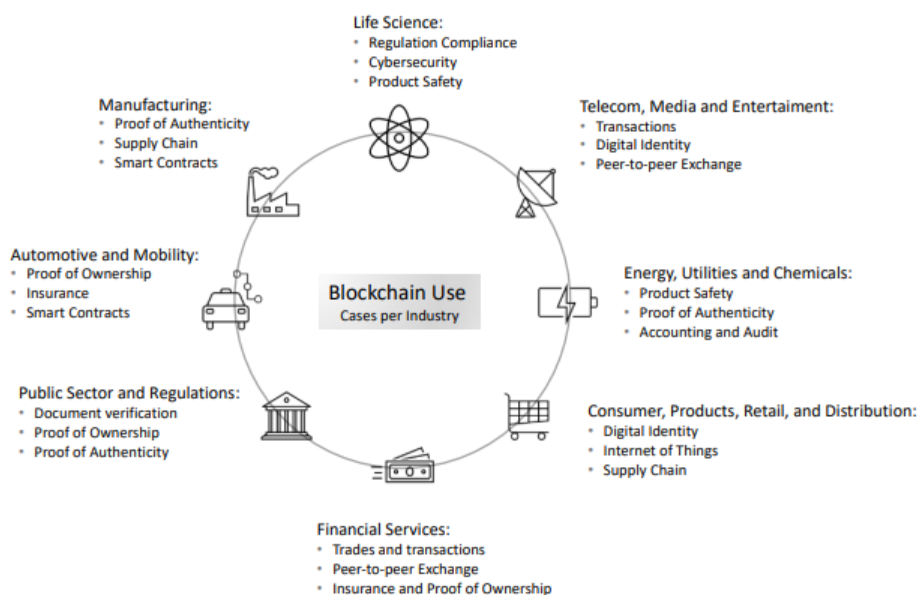 Life Science:
• Regulation Compliance
• Cybersecurity
• Product Safety
Telecom, Media and Entertaiment:
• Transactions
• Digital Identity
• Peer-to-peer Exchange
Energy, Utilities and Chemicals:
• Product Safety
• Proof of Authenticity
• Accounting and Audit
Consumer, Products, Retail, and Distribution:
• Digital Identity
• Internet of Things
• Supply Chain
Financial Services:
• Trades and transactions
• Peer-to-peer Exchange
• Insurance and Proof of Ownership
Public Sector and Regulations:
• Document verification
• Proof of Ownership
• Proof of Authenticity
Automotive and Mobility:
• Proof of Ownership
• Insurance
• Smart Contracts
Manufacturing:
• Proof of Authenticity
• Supply Chain
• Smart Contracts
Blockchain Use
Cases per Industry